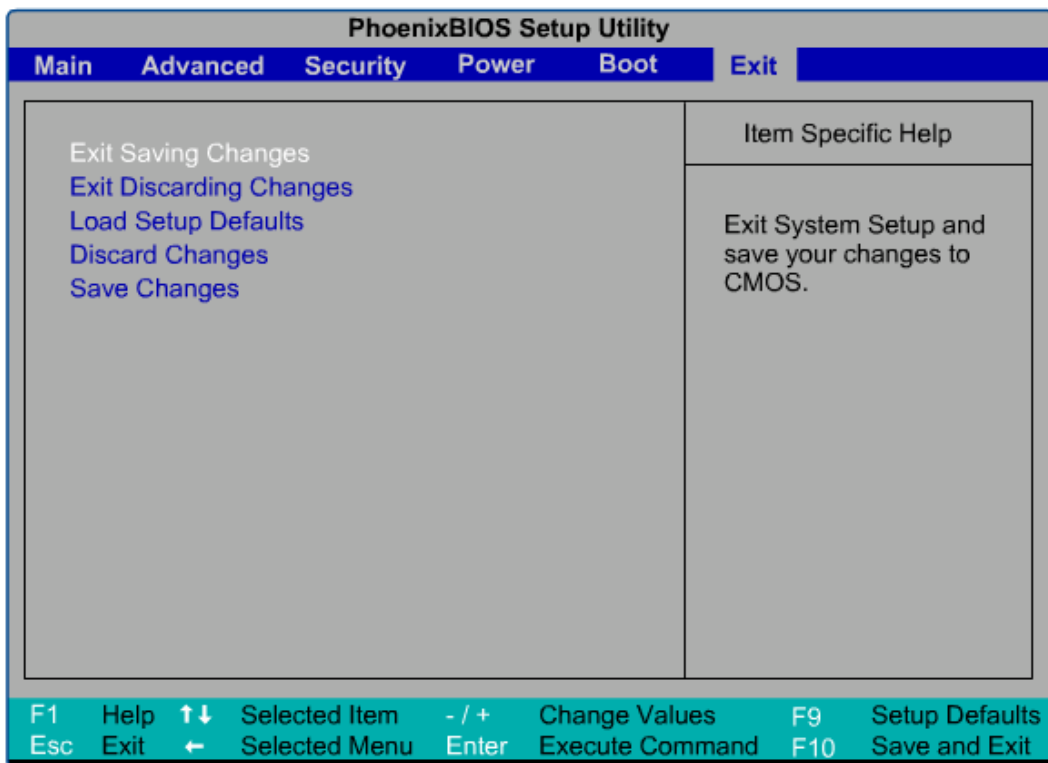 PhoenixBIOS Setup Utility
Main Advanced Security Power Boot Exit
Exit Saving Changes
Exit Discarding Changes
Load Setup Defaults
Discard Changes
Save Changes
Item Specific Help
Exit System Setup and
save your changes to
CMOS.
F1 Help ↑↓ Selected Item - / + Change Values F9 Setup Defaults
Esc Exit ← Selected Menu Enter Execute Command F10 Save and Exit